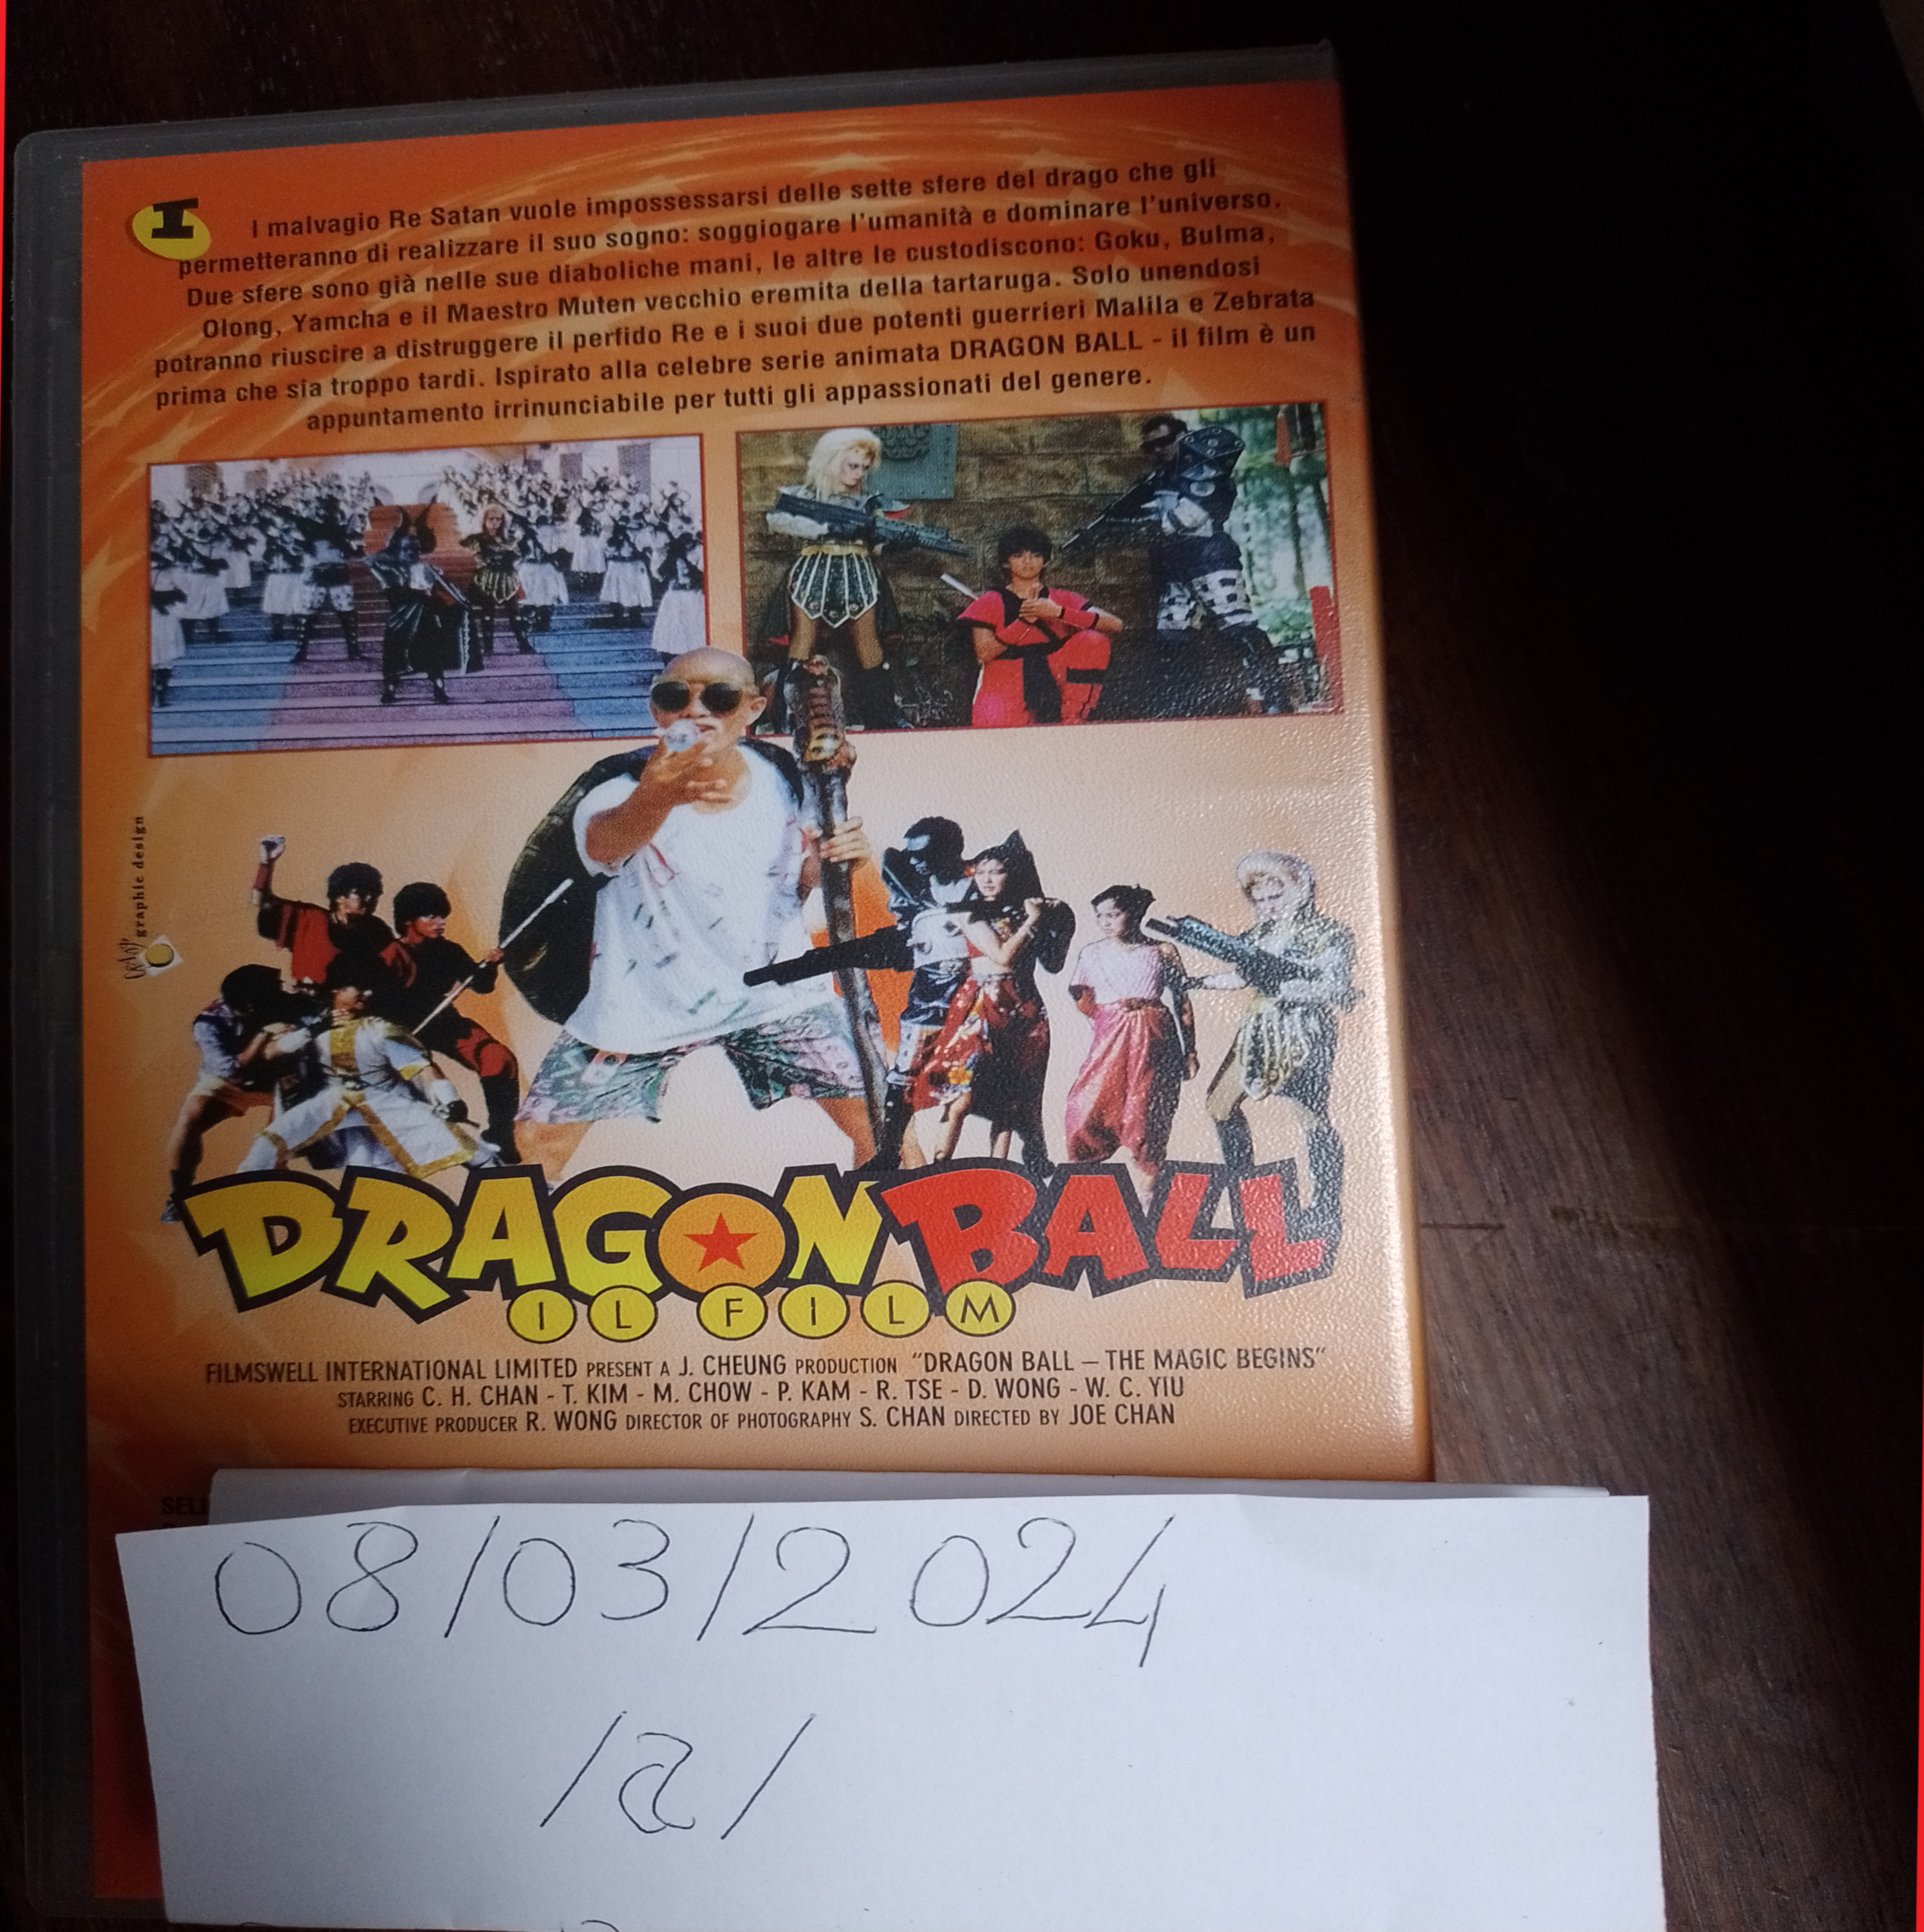 I
I malvagio Re Satan vuole impossessarsi delle sette sfere del drago che gli
permetteranno di realizzare il suo sogno: soggiogare l'umanità e dominare l'universo.
Due sfere sono già nelle sue diaboliche mani, le altre le custodiscono: Goku, Bulma,
Olong, Yamcha e il Maestro Muten vecchio eremita della tartaruga. Solo unendosi
potranno riuscire a distruggere il perfido Re e i suoi due potenti guerrieri Malila e Zebrata
prima che sia troppo tardi. Ispirato alla celebre serie animata DRAGON BALL - il film è un
appuntamento irrinunciabile per tutti gli appassionati del genere.
graphic design
DRAGON BALL
IL FILM
FILMSWELL INTERNATIONAL LIMITED PRESENT A J. CHEUNG PRODUCTION "DRAGON BALL – THE MAGIC BEGINS"
STARRING C. H. CHAN - T. KIM - M. CHOW - P. KAM - R. TSE - D. WONG - W. C. YIU
EXECUTIVE PRODUCER R. WONG DIRECTOR OF PHOTOGRAPHY S. CHAN DIRECTED BY JOE CHAN
08/03/2024
/a/